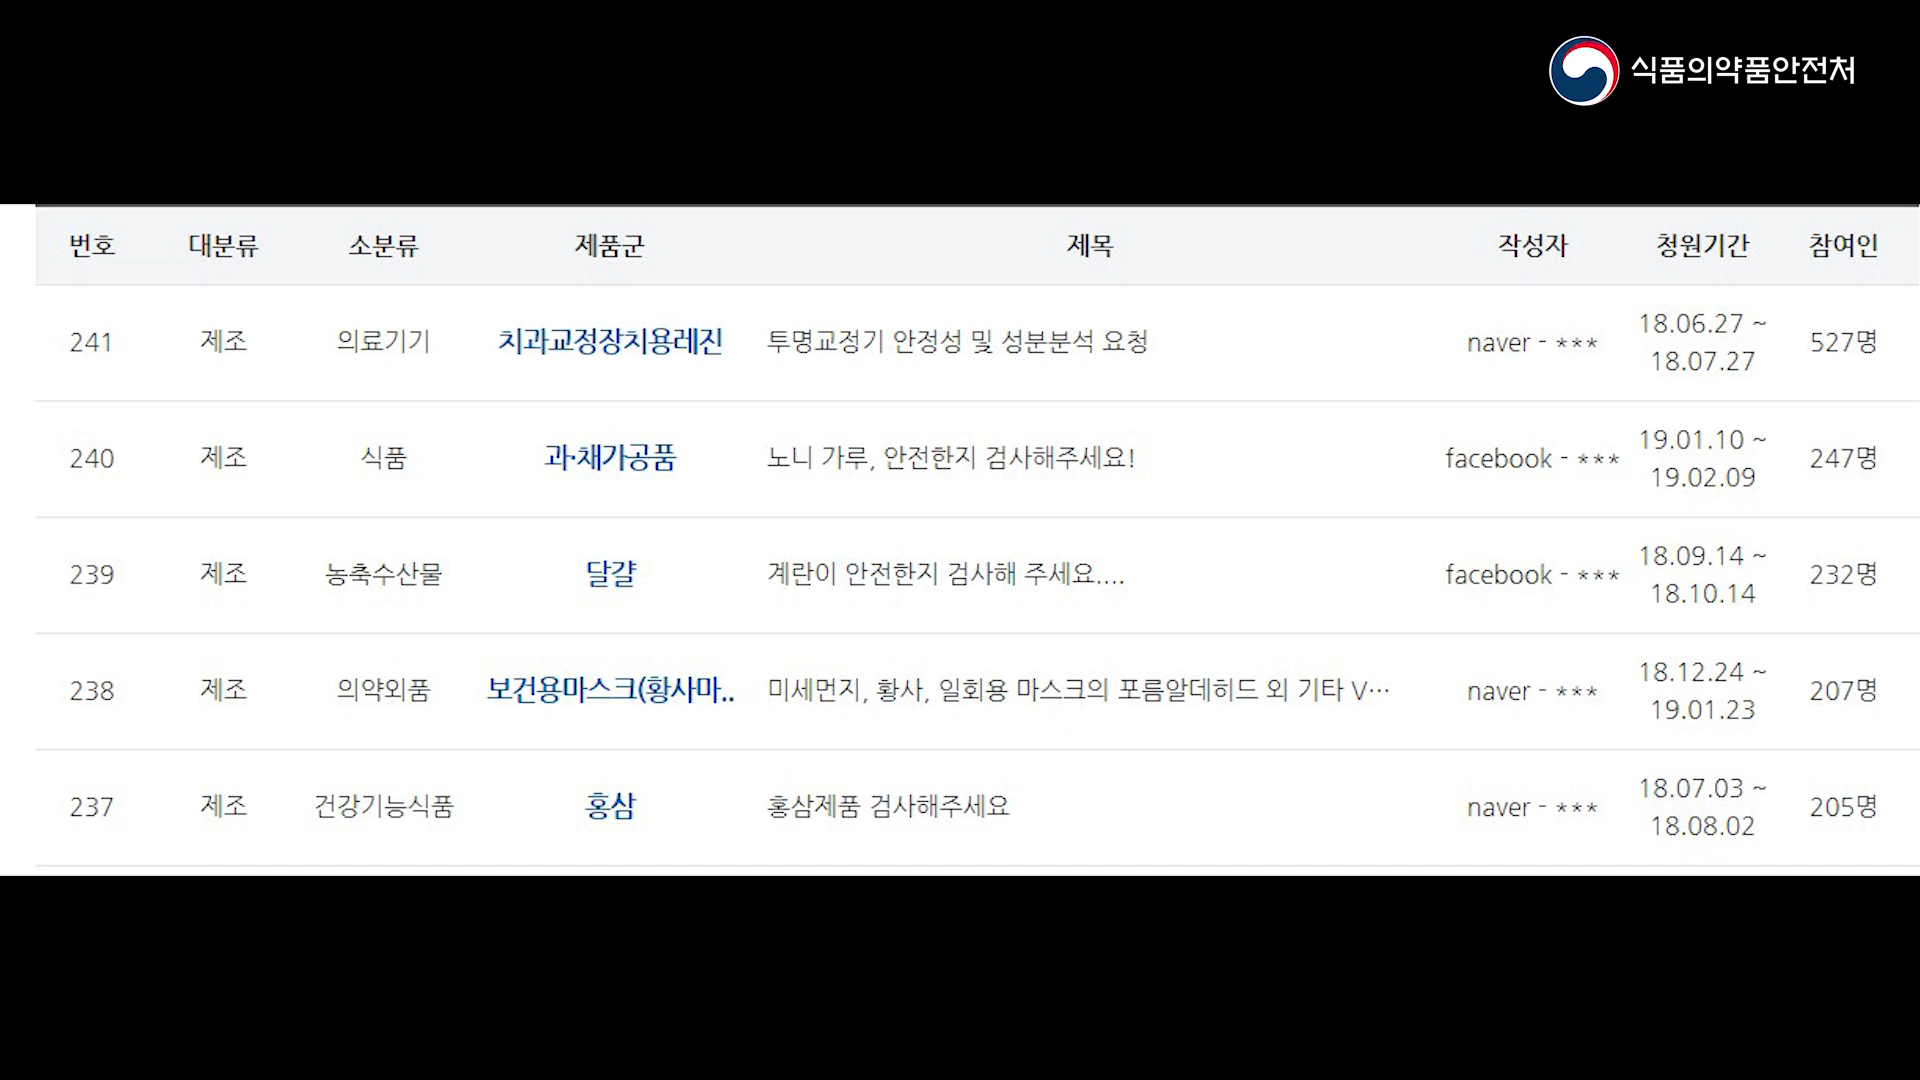 식품의약품안전처
번호 대분류 소분류 제품군 제목 작성자 청원기간 참여인
241 제조 의료기기 치과교정장치용레진 투명교정기 안정성 및 성분분석 요청 naver - *** 18.06.27 ~ 18.07.27 527명
240 제조 식품 과·채가공품 노니 가루, 안전한지 검사해주세요! facebook - *** 19.01.10 ~ 19.02.09 247명
239 제조 농축수산물 달걀 계란이 안전한지 검사해 주세요.... facebook - *** 18.09.14 ~ 18.10.14 232명
238 제조 의약외품 보건용마스크(황사마.. 미세먼지, 황사, 일회용 마스크의 포름알데히드 외 기타 V… naver - *** 18.12.24 ~ 19.01.23 207명
237 제조 건강기능식품 홍삼 홍삼제품 검사해주세요 naver - *** 18.07.03 ~ 18.08.02 205명